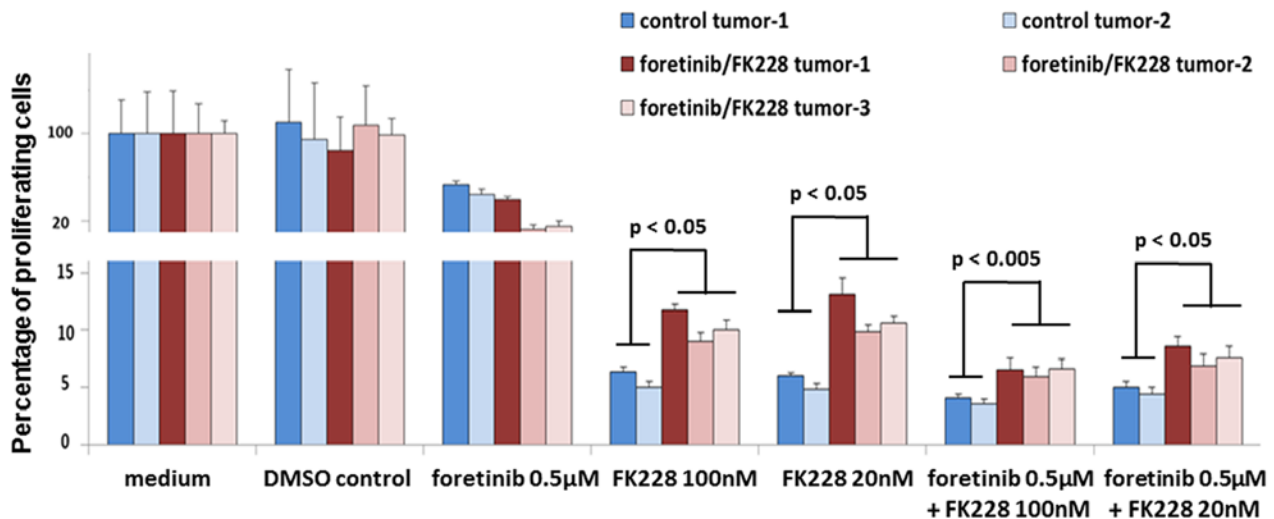 control tumor-1
control tumor-2
foretinib/FK228 tumor-1
foretinib/FK228 tumor-2
foretinib/FK228 tumor-3
Percentage of proliferating cells
100
20
15
10
5
0
p < 0.05
p < 0.05
p < 0.005
p < 0.05
medium
DMSO control
foretinib 0.5μM
FK228 100nM
FK228 20nM
foretinib 0.5μM
+ FK228 100nM
foretinib 0.5μM
+ FK228 20nM